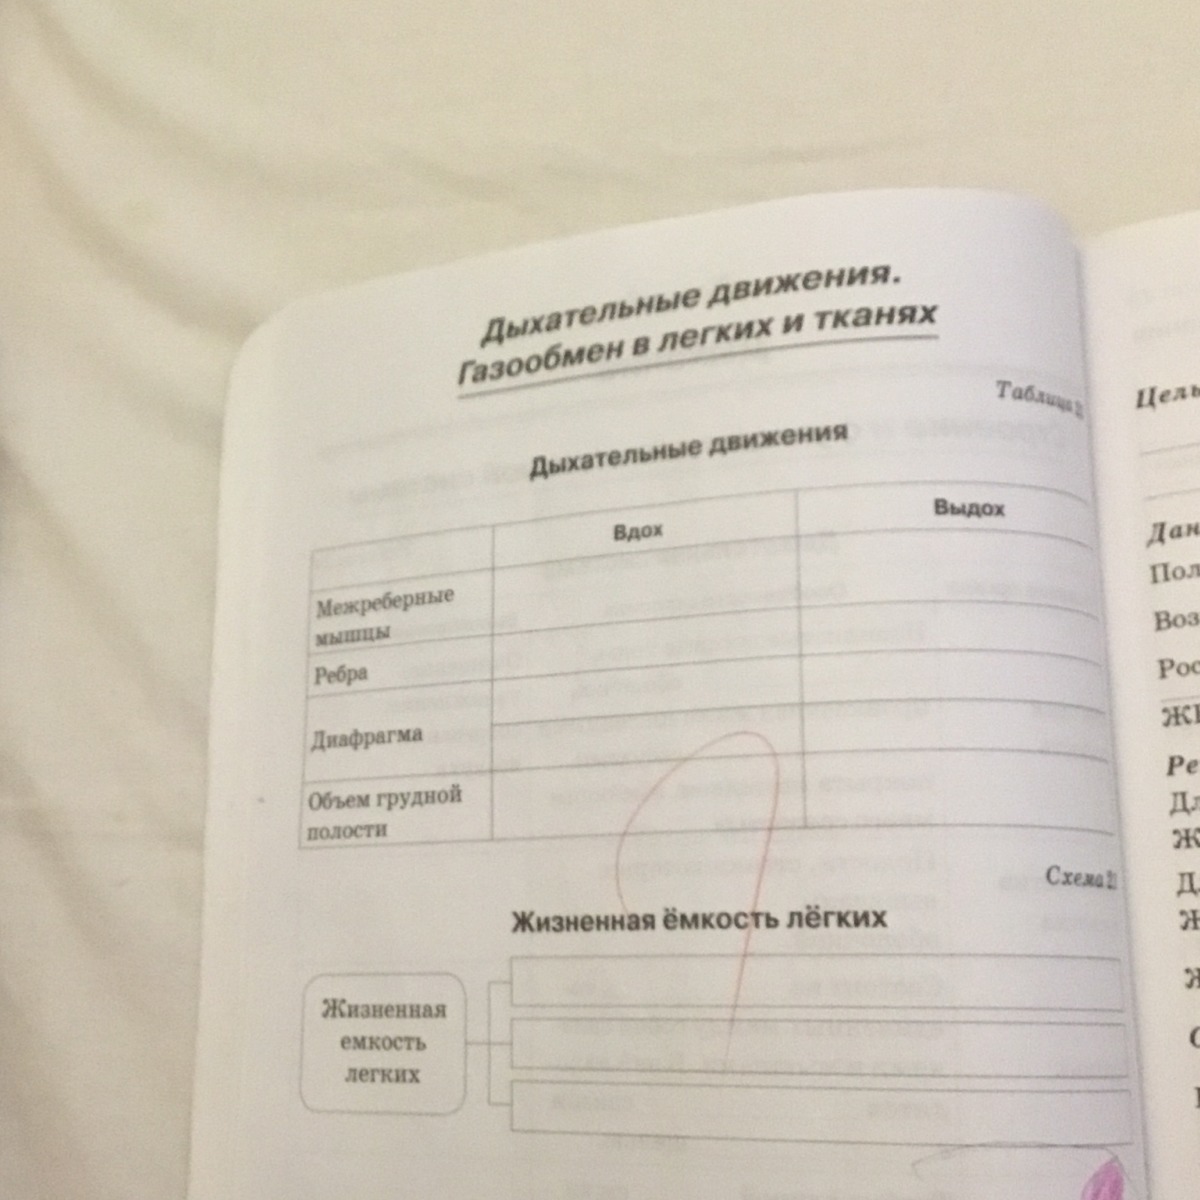 Дыхательные движения.
Газообмен в легких и тканях
Таблица
Дыхательные движения
Вдох
Выдох
Межреберные
мышцы
Ребра
Диафрагма
Объем грудной
полости
Схема
Жизненная ёмкость лёгких
Жизненная
емкость
легких